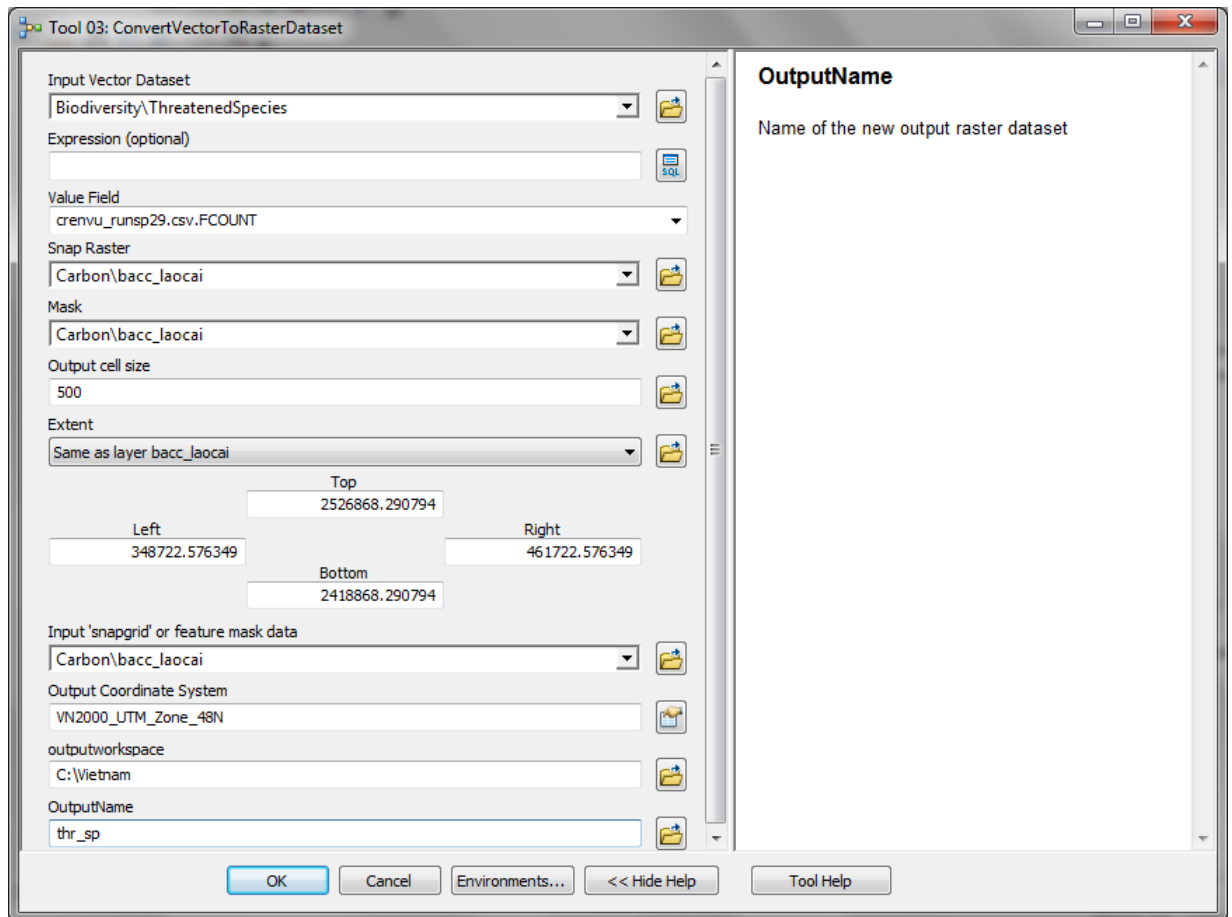 Tool 03: ConvertVectorToRasterDataset
Input Vector Dataset
Biodiversity\ThreatenedSpecies
Expression (optional)
SQL
Value Field
crenvu_runsp29.csv.FCOUNT
Snap Raster
Carbon\bacc_laocai
Mask
Carbon\bacc_laocai
Output cell size
500
Extent
Same as layer bacc_laocai
Top
2526868.290794
Left
Right
348722.576349
461722.576349
Bottom
2418868.290794
Input 'snapgrid' or feature mask data
Carbon\bacc_laocai
Output Coordinate System
VN2000_UTM_Zone_48N
outputworkspace
C:\Vietnam
OutputName
thr_sp
OutputName
Name of the new output raster dataset
OK
Cancel
Environments...
<< Hide Help
Tool Help